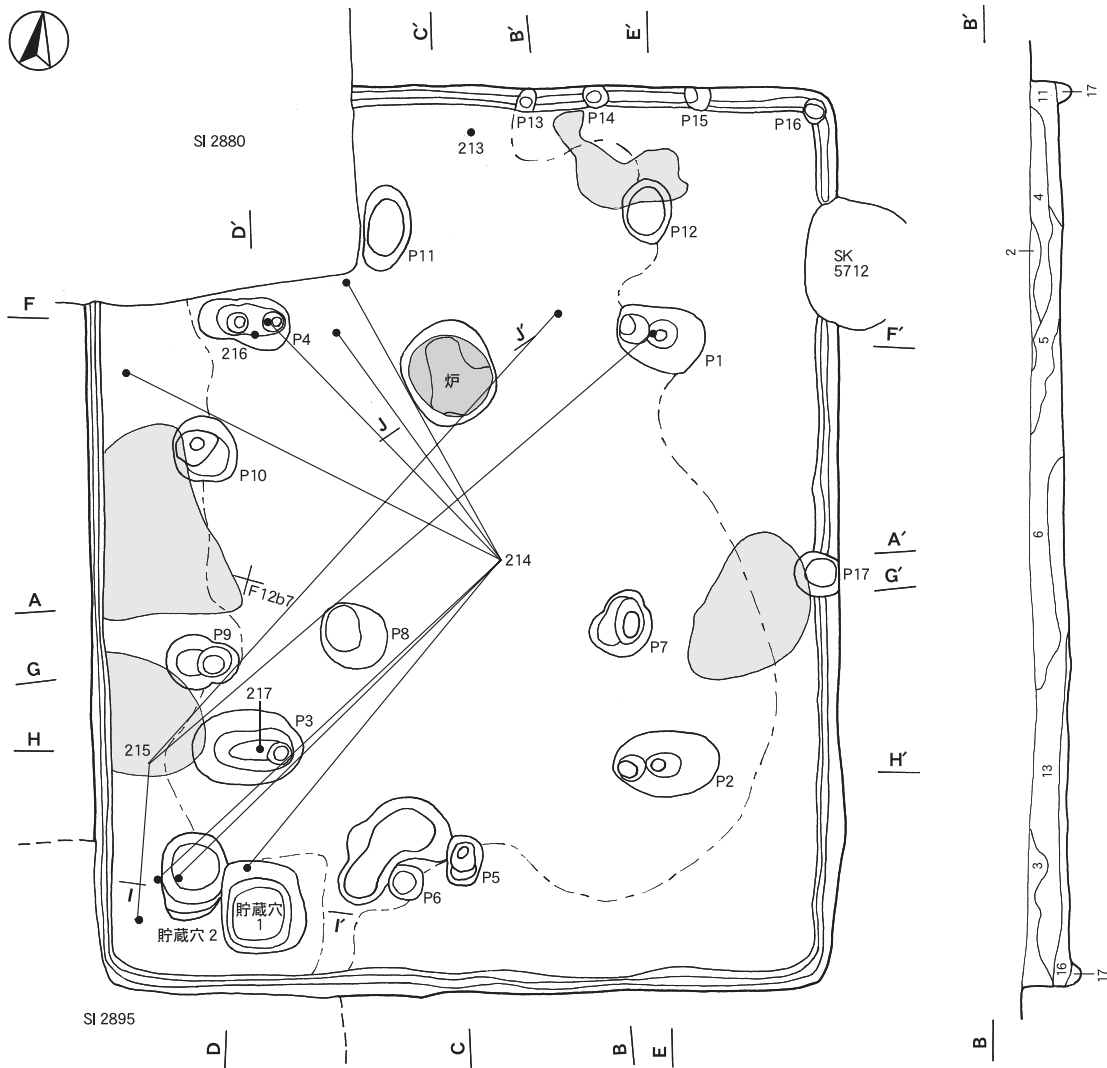 C′
B′
E′
B′
17
11
P13
P14
P15
P16
213
SI 2880
4
D′
P11
P12
SK
5712
2
F
P4
216
J′
P1
F′
5
炉
J
P10
214
6
A′
P17
G′
F12b7
A
P9
P8
P7
G
217
P3
H
215
P2
H′
13
3
I
P5
P6
貯蔵穴
1
I′
貯蔵穴 2
16
17
SI 2895
D
C
B
E
B